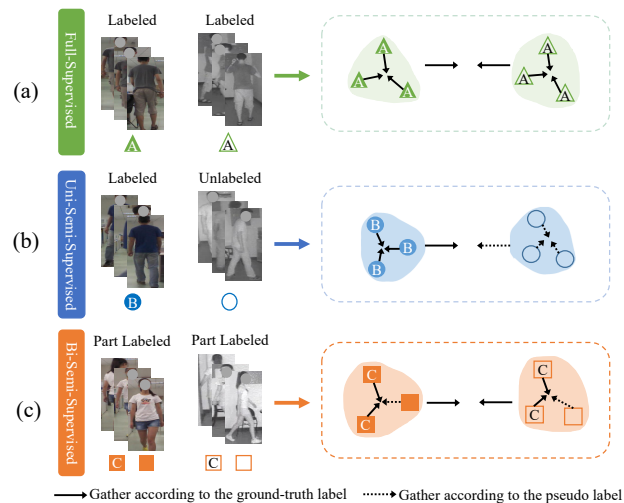 Labeled Labeled
(a) Full-Supervised
A A
A A A
A A A
Labeled Unlabeled
(b) Uni-Semi-Supervised
B
B B B
Part Labeled Part Labeled
(c) Bi-Semi-Supervised
C C
C C
C C
Gather according to the ground-truth label Gather according to the pseudo label